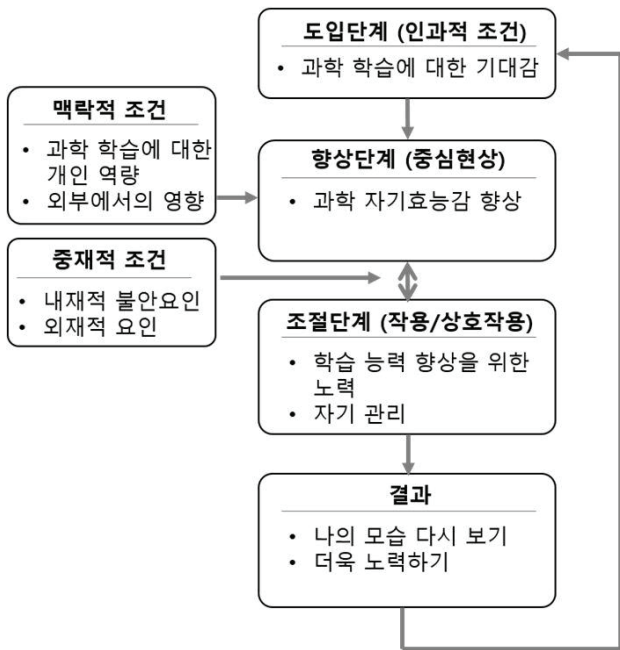 도입단계 (인과적 조건)
• 과학 학습에 대한 기대감
맥락적 조건
• 과학 학습에 대한
개인 역량
• 외부에서의 영향
향상단계 (중심현상)
• 과학 자기효능감 향상
중재적 조건
• 내재적 불안요인
• 외재적 요인
조절단계 (작용/상호작용)
• 학습 능력 향상을 위한
노력
• 자기 관리
결과
• 나의 모습 다시 보기
• 더욱 노력하기